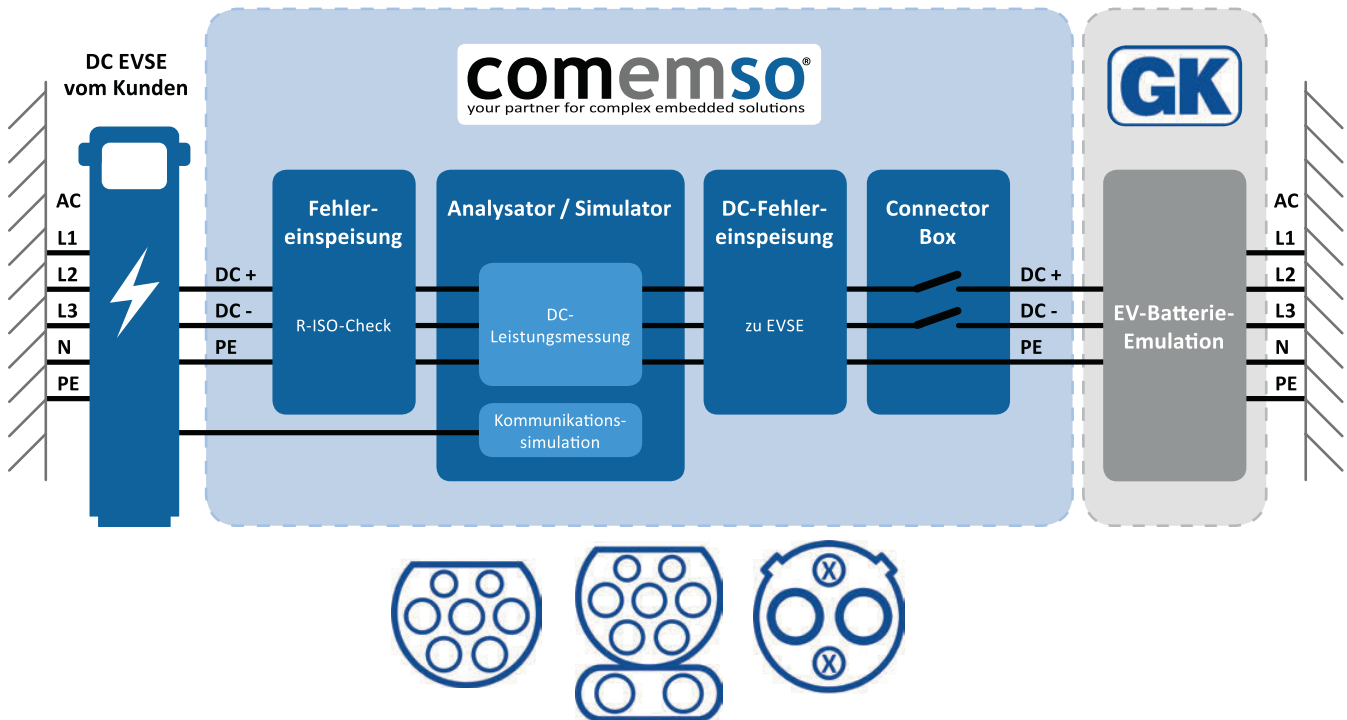 DC EVSE
vom Kunden
AC
L1
L2
L3
N
PE
comemso®
your partner for complex embedded solutions
DC +
DC -
PE
Fehler-
einspeisung
R-ISO-Check
Analysator / Simulator
DC-
Leistungsmessung
Kommunikations-
simulation
DC-Fehler-
einspeisung
zu EVSE
Connector
Box
DC +
DC -
PE
GK
EV-Batterie-
Emulation
AC
L1
L2
L3
N
PE
X
X